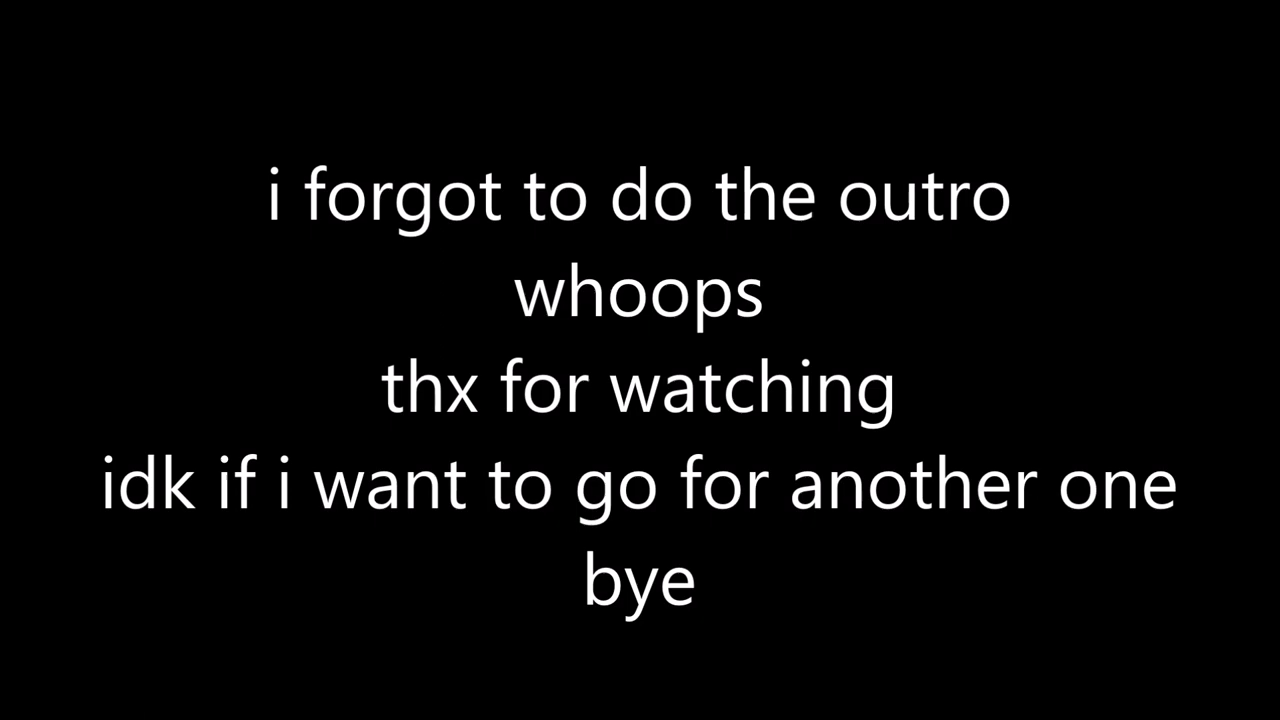 i forgot to do the outro
whoops
thx for watching
idk if i want to go for another one
bye